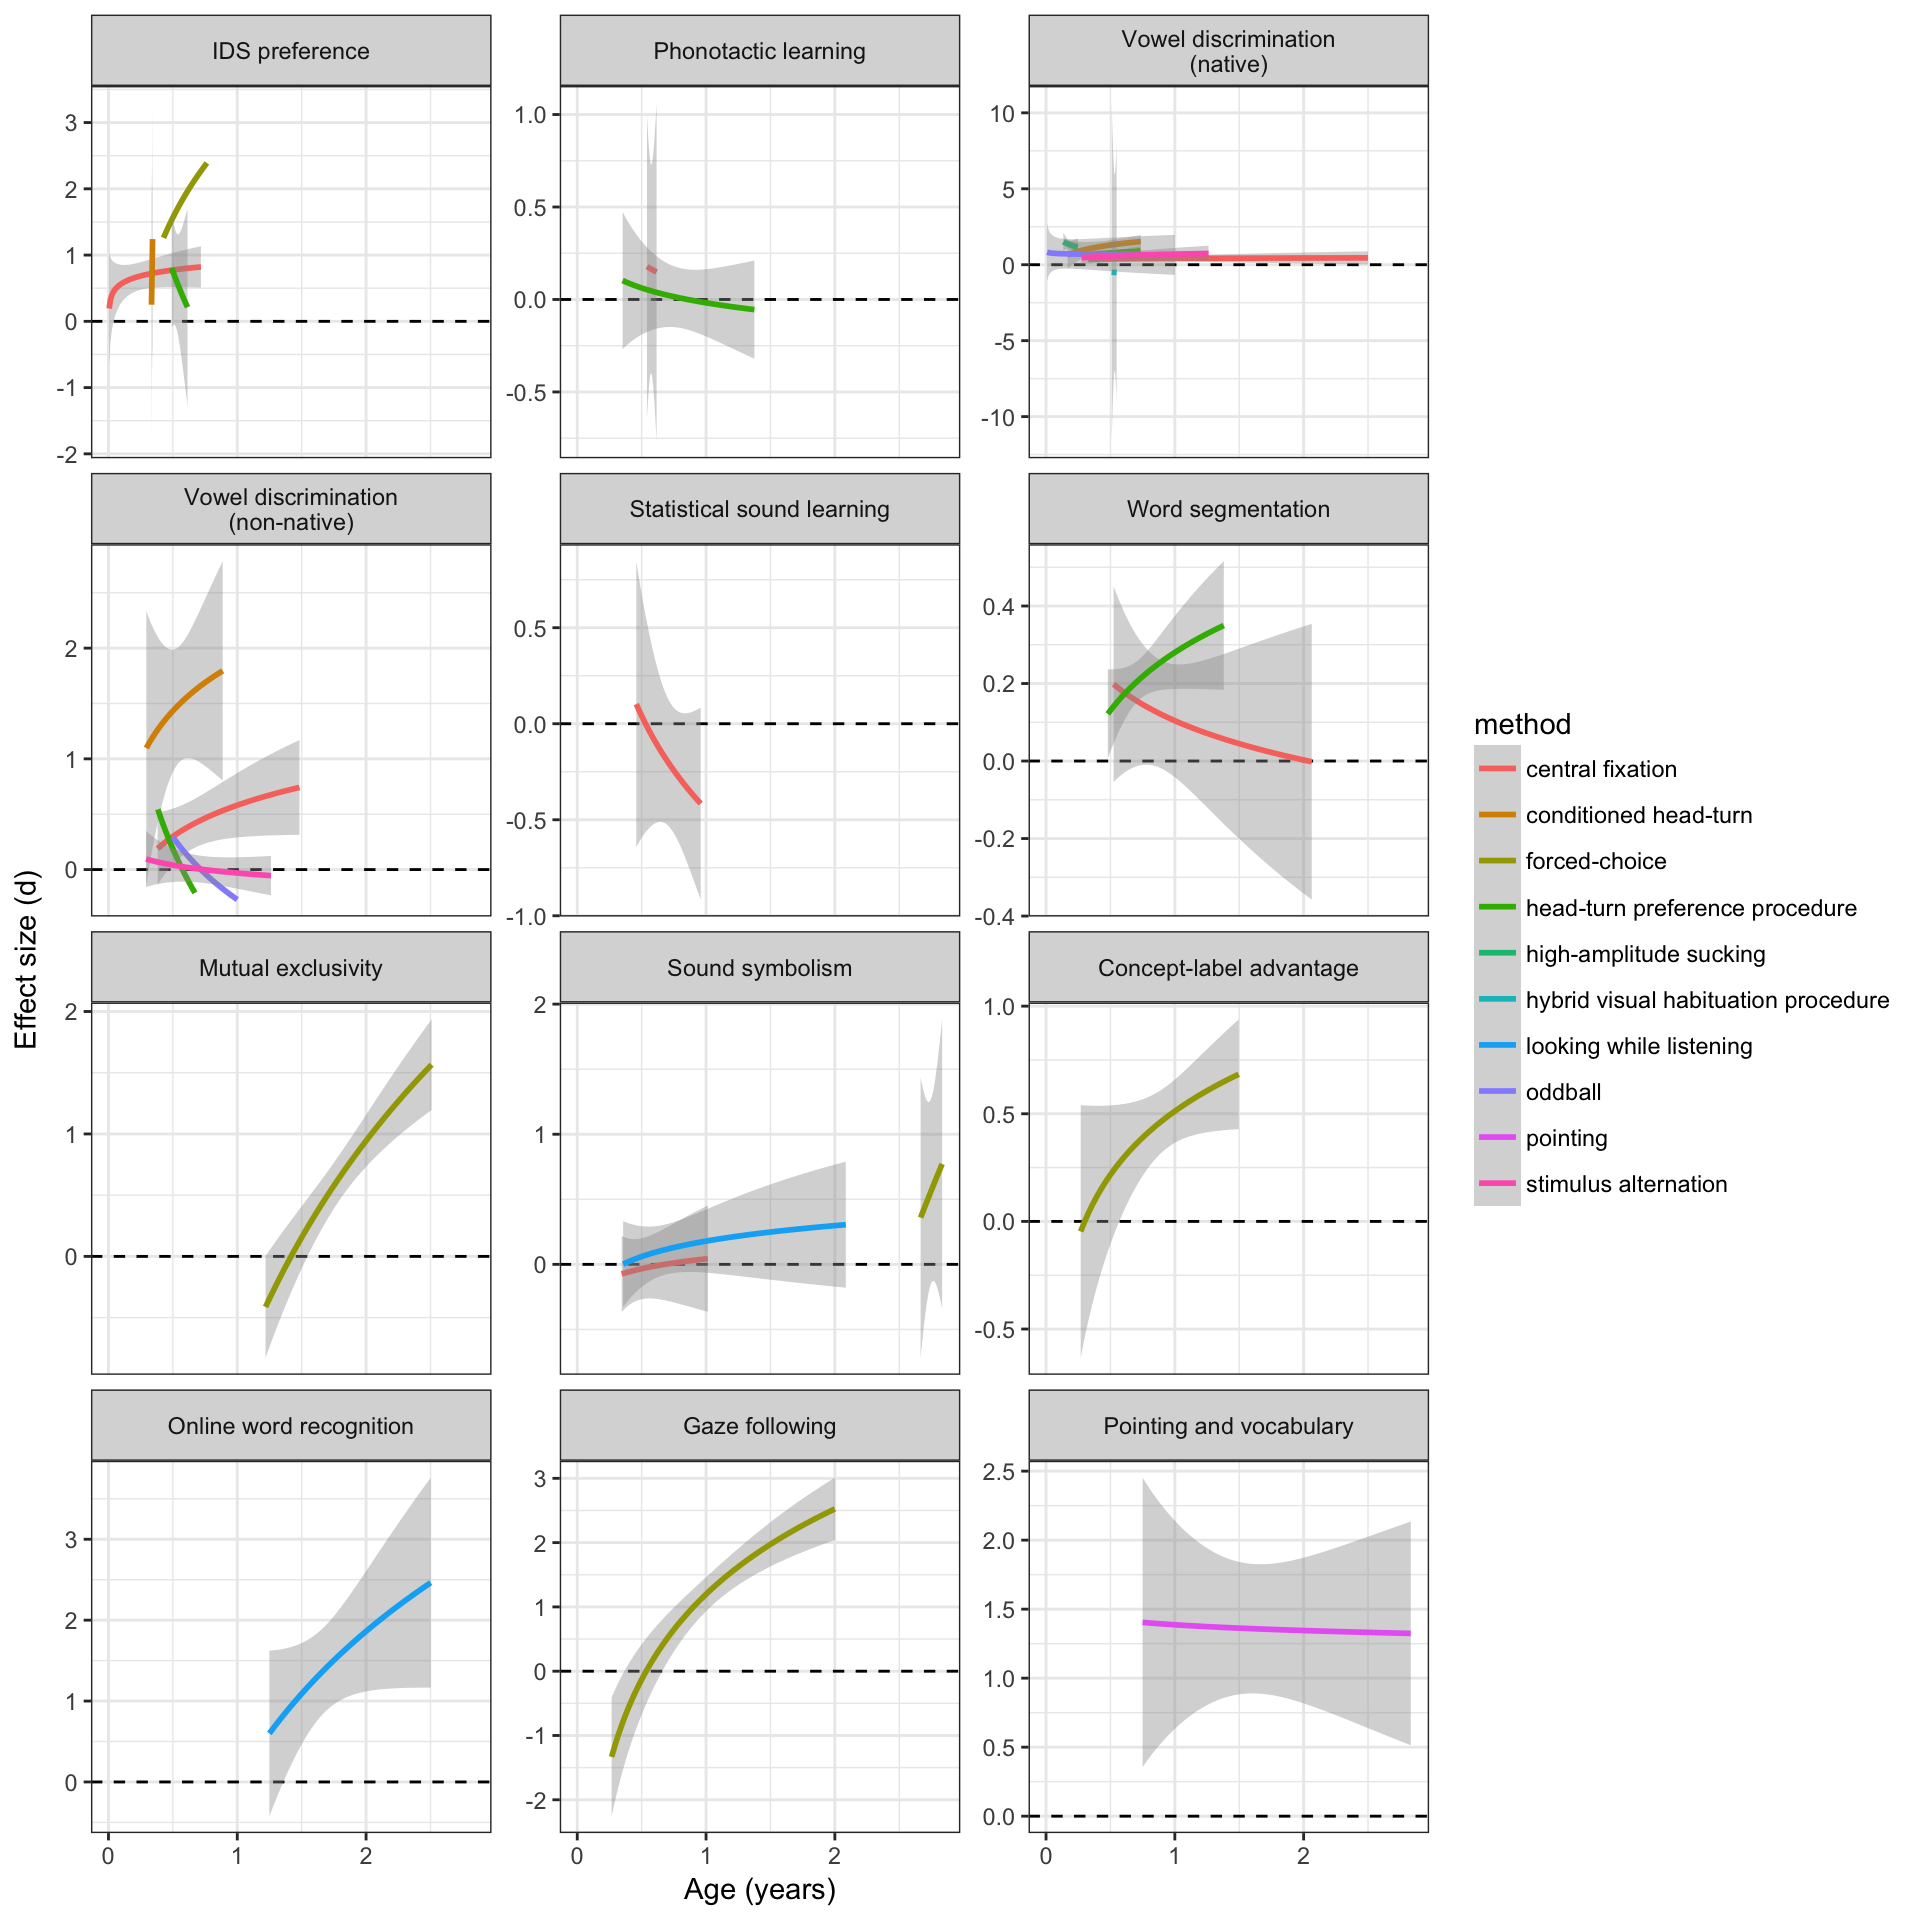 IDS preference
Phonotactic learning
Vowel discrimination
(native)
3
2
1
0
-1
-2
1.0
0.5
0.0
-0.5
10
5
0
-5
-10
Vowel discrimination
(non-native)
Statistical sound learning
Word segmentation
2
1
0
0.5
0.0
-0.5
-1.0
0.4
0.2
0.0
-0.2
-0.4
Mutual exclusivity
Sound symbolism
Concept-label advantage
2
1
0
2
1
0
1.0
0.5
0.0
-0.5
Online word recognition
Gaze following
Pointing and vocabulary
3
2
1
0
3
2
1
0
-1
-2
2.5
2.0
1.5
1.0
0.5
0.0
0 1 2
0 1 2
0 1 2
Age (years)
Effect size (d)
method
central fixation
conditioned head-turn
forced-choice
head-turn preference procedure
high-amplitude sucking
hybrid visual habituation procedure
looking while listening
oddball
pointing
stimulus alternation